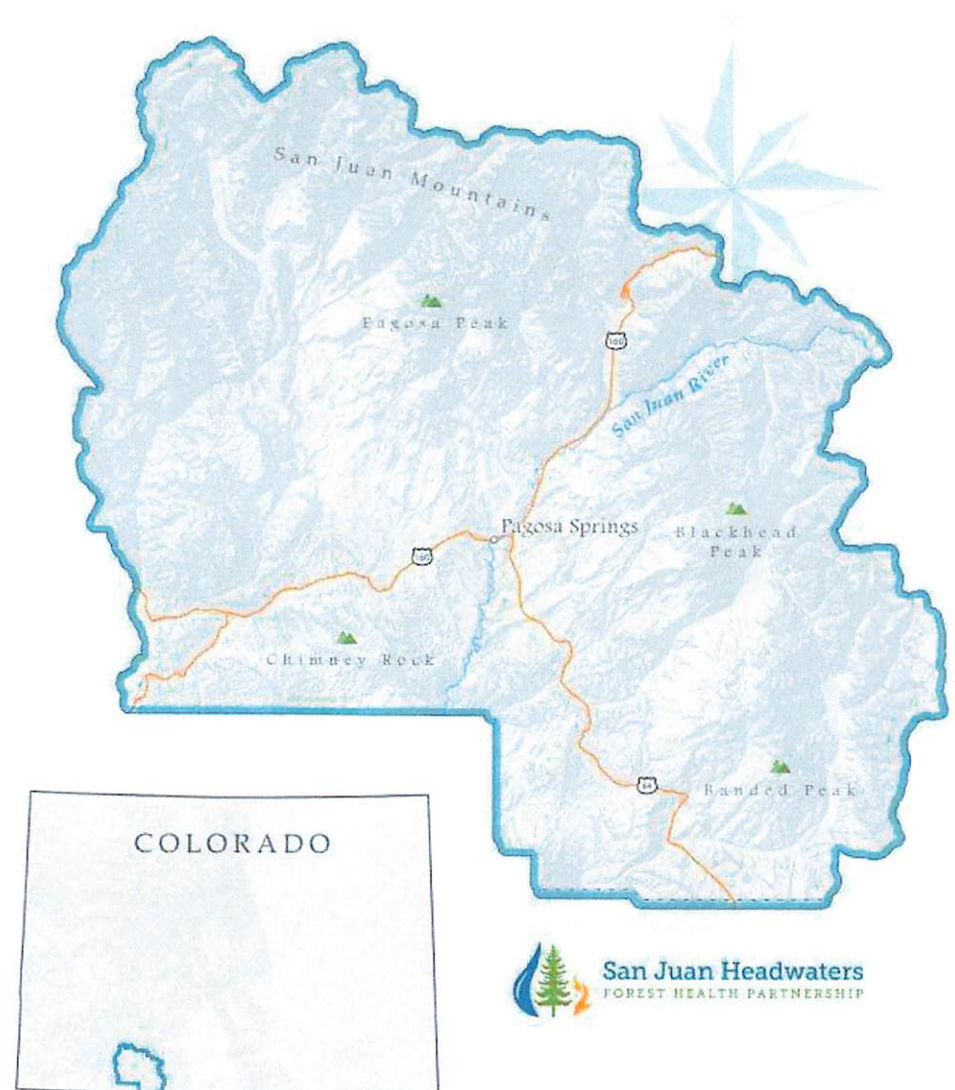 San Juan Mountains
Pagosa Peak
160
San Juan River
Pagosa Springs
Blackhead
Peak
160
Chimney Rock
84
Banded Peak
COLORADO
San Juan Headwaters
FOREST HEALTH PARTNERSHIP